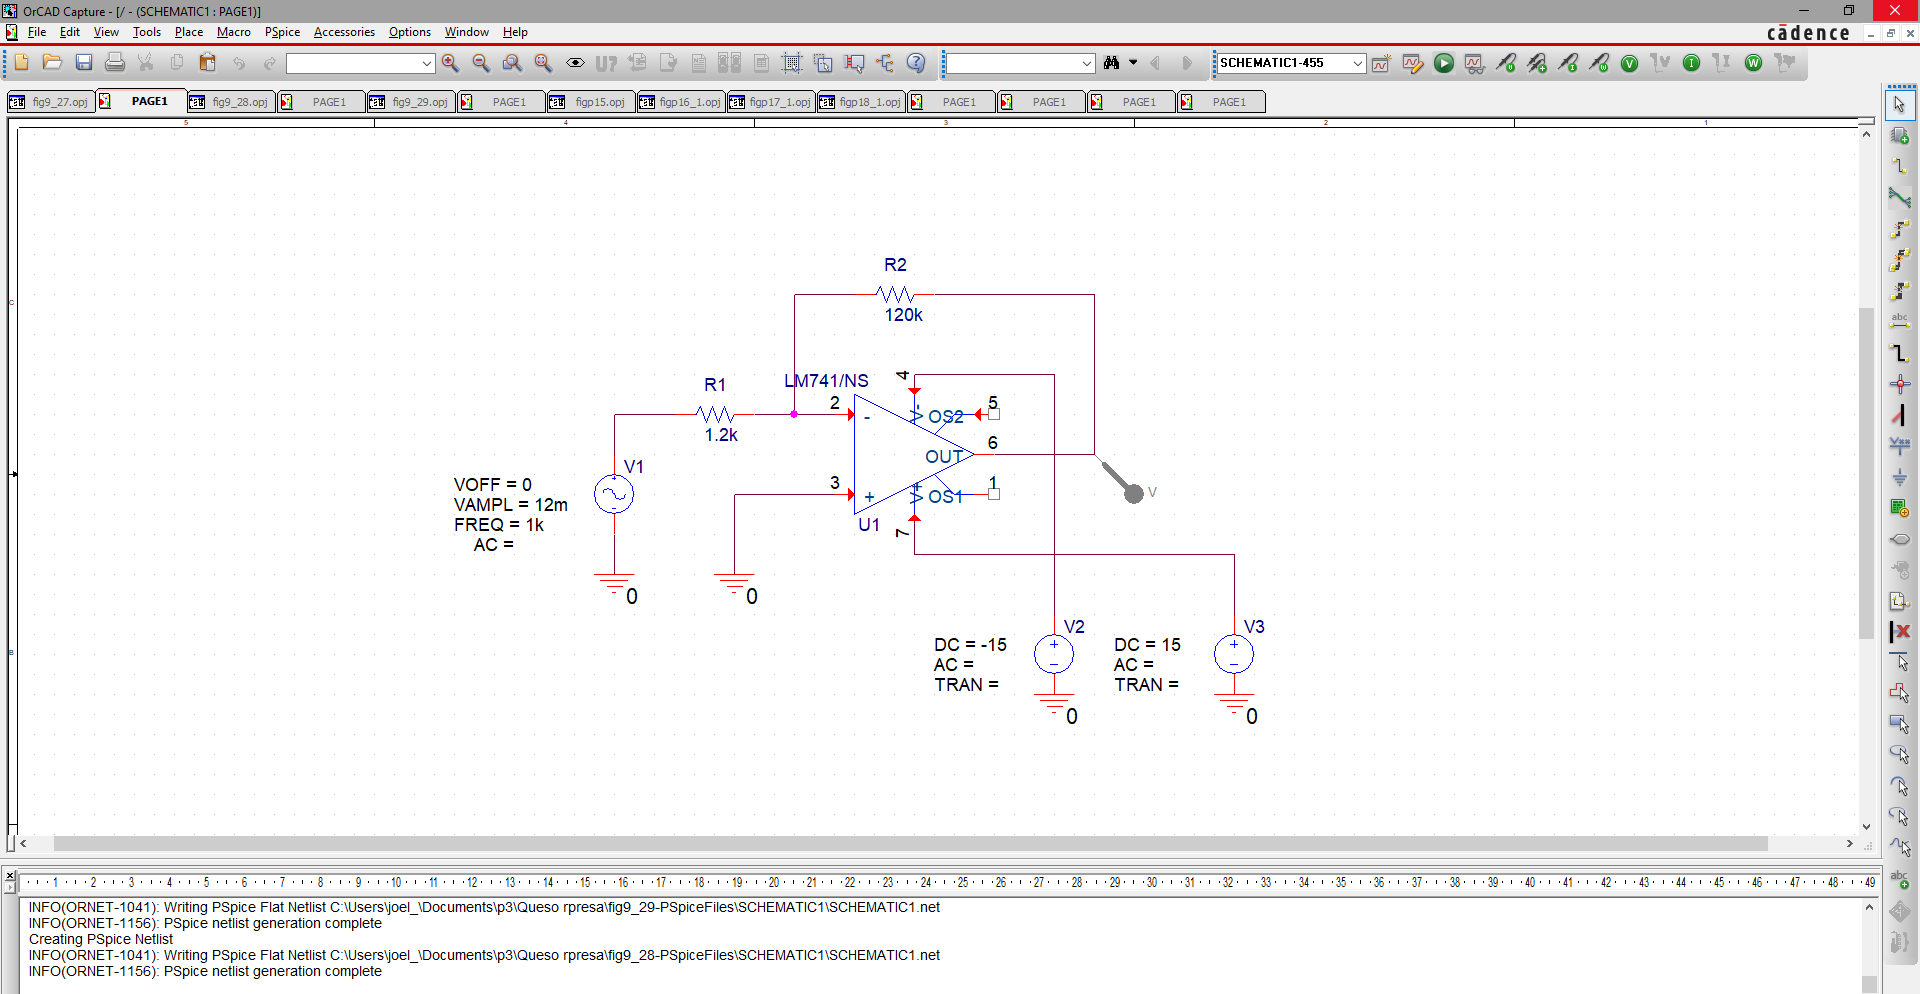 OrCAD Capture - [/ - (SCHEMATIC1 : PAGE1)]
File Edit View Tools Place Macro PSpice Accessories Options Window Help
cādence
U?
SCHEMATIC1-455
V I W
fig9_27.opj PAGE1 fig9_28.opj PAGE1 fig9_29.opj PAGE1 figp15.opj figp16_1.opj figp17_1.opj figp18_1.opj PAGE1 PAGE1 PAGE1 PAGE1
5 4 3 2 1
C
B
R2
120k
R1
1.2k
LM741/NS
4
2
5
V- OS2
6
OUT
3
1
V+ OS1
U1
7
V
V1
VOFF = 0
VAMPL = 12m
FREQ = 1k
AC =
0
0
V2
DC = -15
AC =
TRAN =
0
V3
DC = 15
AC =
TRAN =
0
abc
abc
1 2 3 4 5 6 7 8 9 10 11 12 13 14 15 16 17 18 19 20 21 22 23 24 25 26 27 28 29 30 31 32 33 34 35 36 37 38 39 40 41 42 43 44 45 46 47 48 49
INFO(ORNET-1041): Writing PSpice Flat Netlist C:\Users\joel_\Documents\p3\Queso rpresa\fig9_29-PSpiceFiles\SCHEMATIC1\SCHEMATIC1.net
INFO(ORNET-1156): PSpice netlist generation complete
Creating PSpice Netlist
INFO(ORNET-1041): Writing PSpice Flat Netlist C:\Users\joel_\Documents\p3\Queso rpresa\fig9_28-PSpiceFiles\SCHEMATIC1\SCHEMATIC1.net
INFO(ORNET-1156): PSpice netlist generation complete